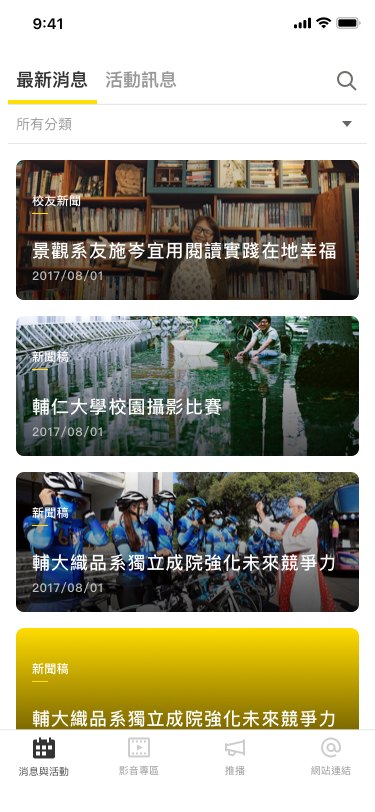 9:41
最新消息 活動訊息
所有分類
校友新聞
景觀系友施岑宜用閱讀實踐在地幸福
2017/08/01
新聞稿
輔仁大學校園攝影比賽
2017/08/01
新聞稿
輔大織品系獨立成院強化未來競爭力
2017/08/01
新聞稿
輔大織品系獨立成院強化未來競爭力
消息與活動 影音專區 推播 網站連結